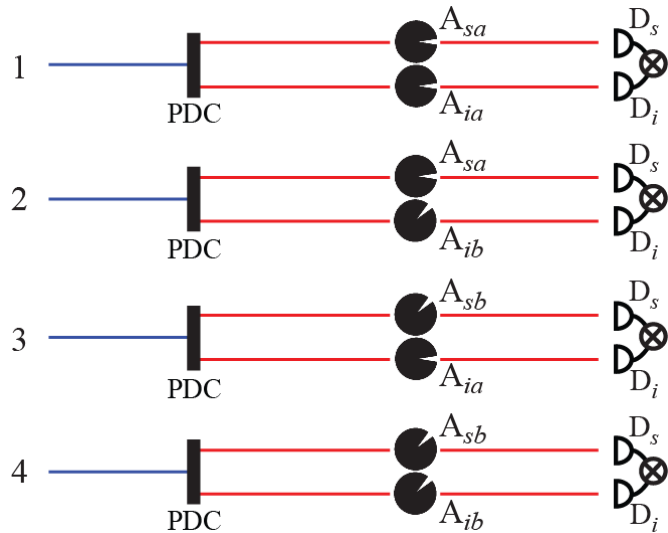 A_sa D_s
1
PDC A_ia D_i
A_sa D_s
2
PDC A_ib D_i
A_sb D_s
3
PDC A_ia D_i
A_sb D_s
4
PDC A_ib D_i